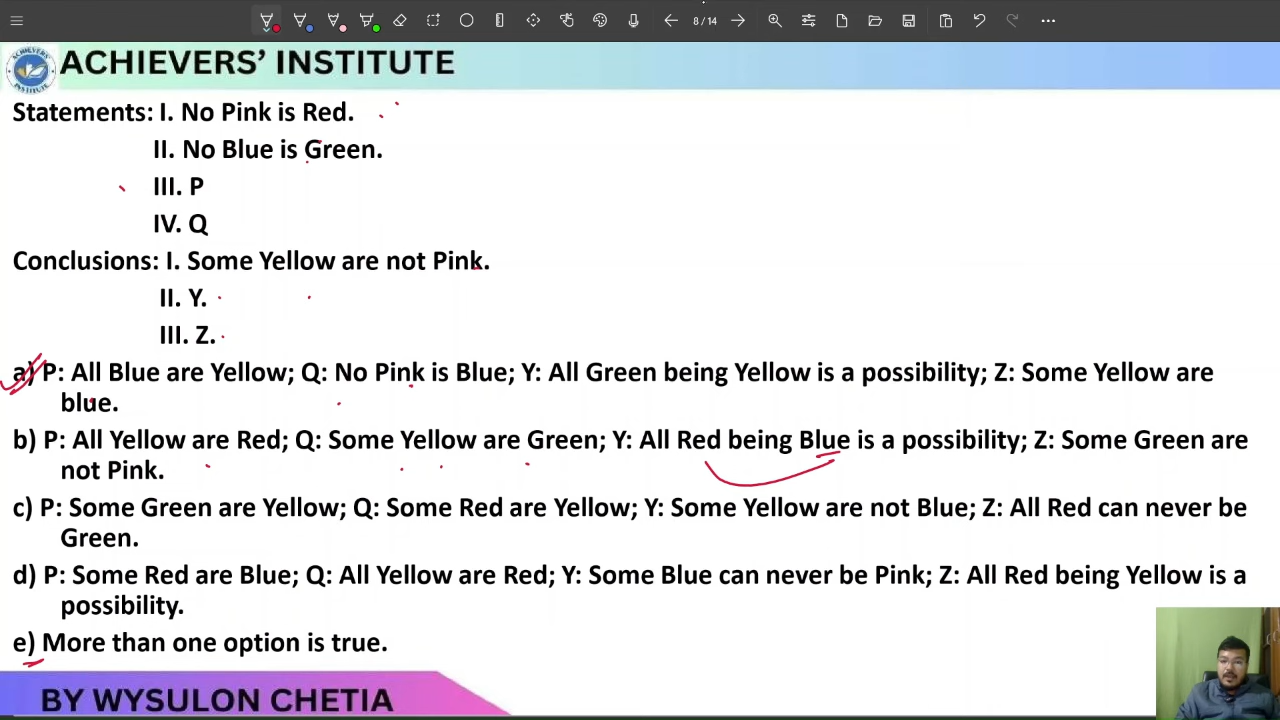 8 / 14
ACHIEVERS' INSTITUTE
Statements: I. No Pink is Red.
II. No Blue is Green.
III. P
IV. Q
Conclusions: I. Some Yellow are not Pink.
II. Y.
III. Z.
a) P: All Blue are Yellow; Q: No Pink is Blue; Y: All Green being Yellow is a possibility; Z: Some Yellow are
blue.
b) P: All Yellow are Red; Q: Some Yellow are Green; Y: All Red being Blue is a possibility; Z: Some Green are
not Pink.
c) P: Some Green are Yellow; Q: Some Red are Yellow; Y: Some Yellow are not Blue; Z: All Red can never be
Green.
d) P: Some Red are Blue; Q: All Yellow are Red; Y: Some Blue can never be Pink; Z: All Red being Yellow is a
possibility.
e) More than one option is true.
BY WYSULON CHETIA